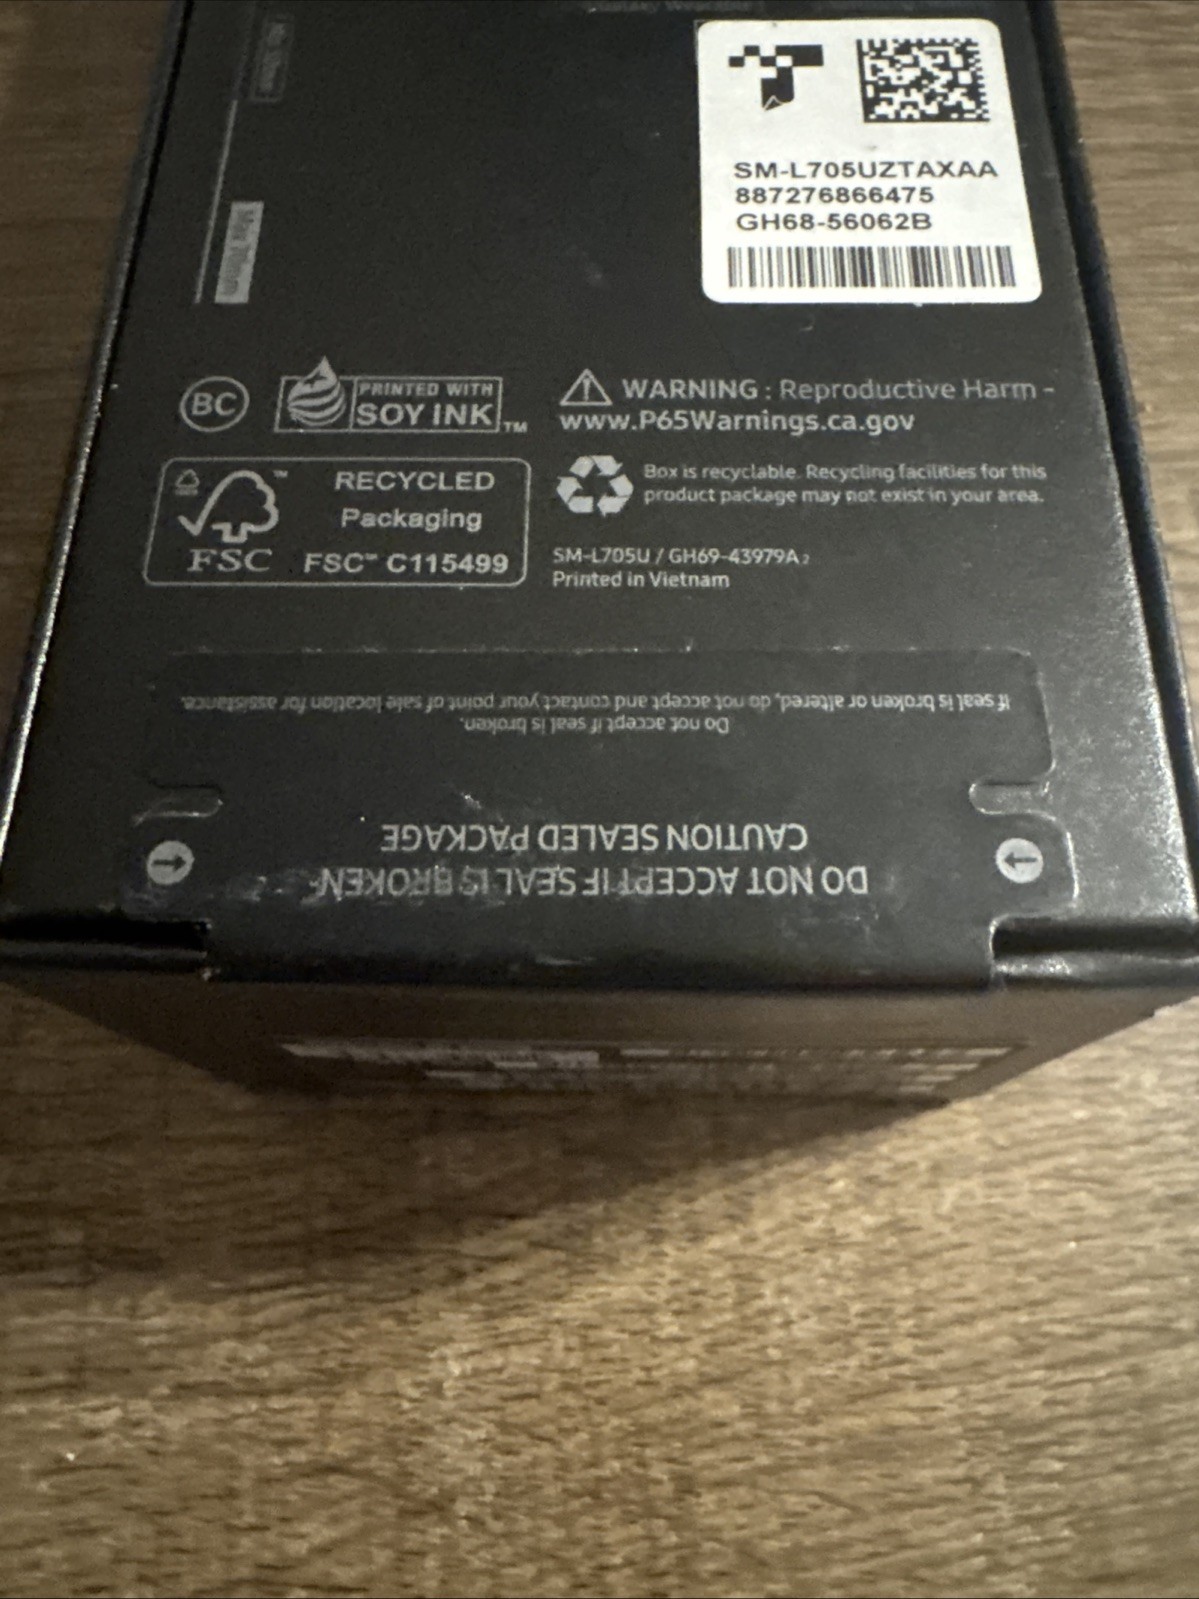 SM-L705UZTAXAA
887276866475
GH68-56062B
BC
PRINTED WITH
SOY INK™
WARNING : Reproductive Harm -
www.P65Warnings.ca.gov
FSC™
RECYCLED
Packaging
FSC™ C115499
Box is recyclable. Recycling facilities for this
product package may not exist in your area.
SM-L705U / GH69-43979A
Printed in Vietnam
DO NOT ACCEPT IF SEAL IS BROKEN
CAUTION SEALED PACKAGE
Do not accept if seal is broken.
If seal is broken or altered, do not accept and contact your point of sale location for assistance.